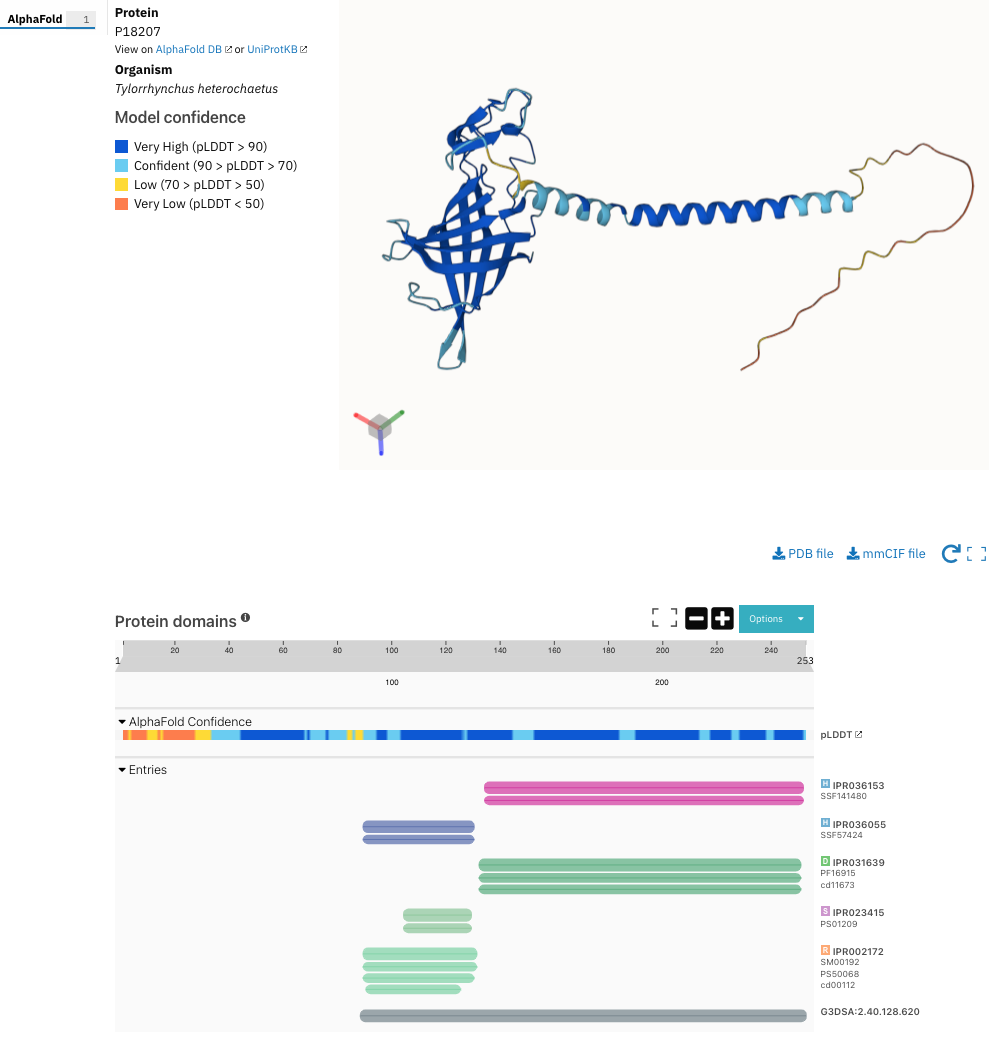 AlphaFold 1
Protein
P18207
View on AlphaFold DB or UniProtKB
Organism
Tylorrhynchus heterochaetus
Model confidence
Very High (pLDDT > 90)
Confident (90 > pLDDT > 70)
Low (70 > pLDDT > 50)
Very Low (pLDDT < 50)
PDB file mmCIF file
Protein domains
Options
20 40 60 80 100 120 140 160 180 200 220 240
1 253
100 200
AlphaFold Confidence
pLDDT
Entries
H IPR036153
SSF141480
H IPR036055
SSF57424
D IPR031639
PF16915
cd11673
S IPR023415
PS01209
R IPR002172
SM00192
PS50068
cd00112
G3DSA:2.40.128.620